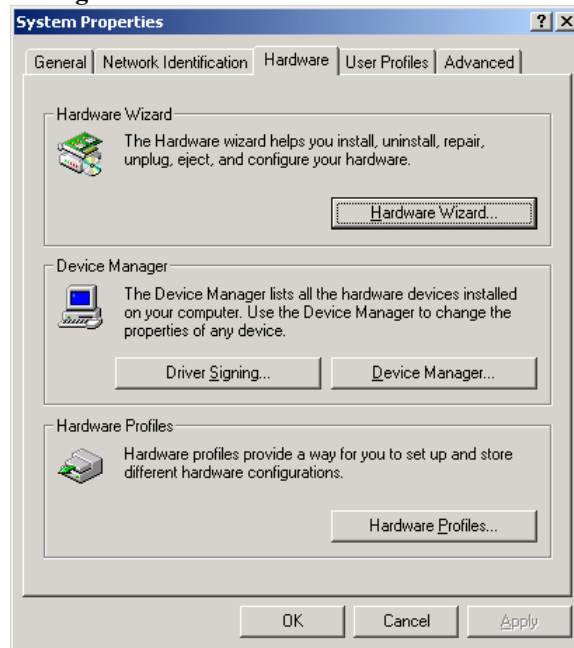 System Properties
General Network Identification Hardware User Profiles Advanced
Hardware Wizard
The Hardware wizard helps you install, uninstall, repair,
unplug, eject, and configure your hardware.
Hardware Wizard...
Device Manager
The Device Manager lists all the hardware devices installed
on your computer. Use the Device Manager to change the
properties of any device.
Driver Signing... Device Manager...
Hardware Profiles
Hardware profiles provide a way for you to set up and store
different hardware configurations.
Hardware Profiles...
OK Cancel Apply